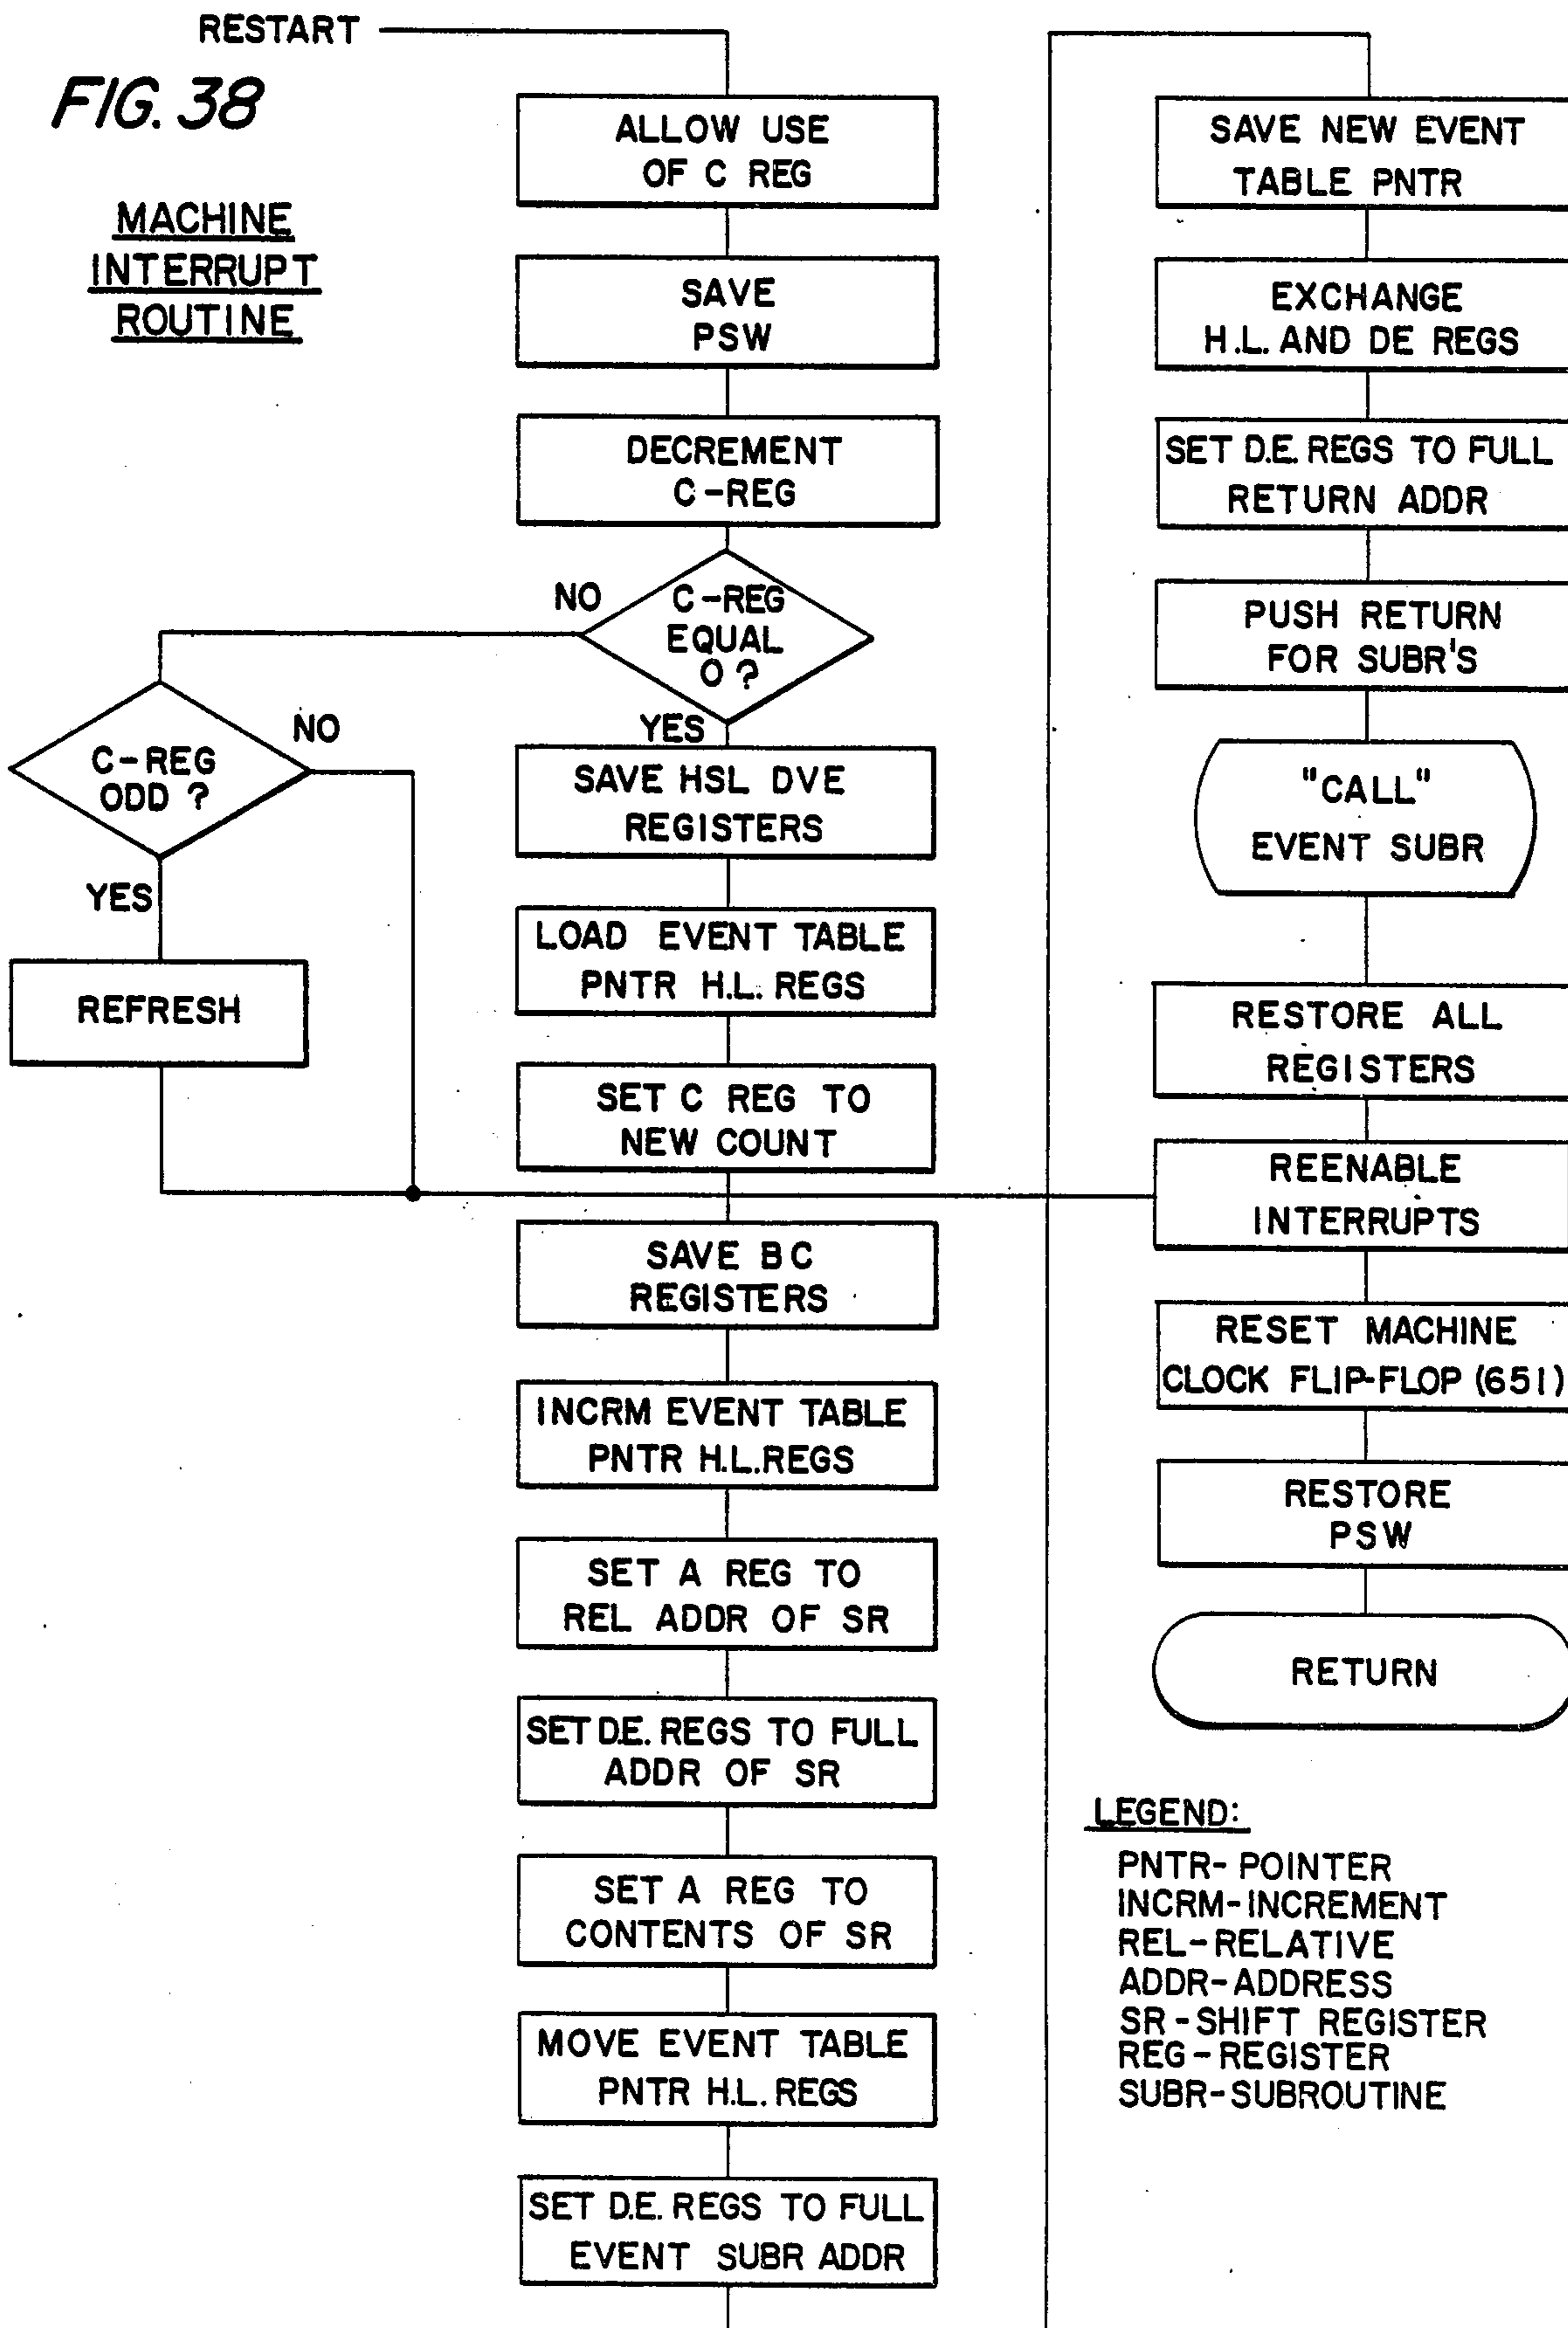 RESTART
FIG. 38
MACHINE
INTERRUPT
ROUTINE
ALLOW USE
OF C REG
SAVE
PSW
DECREMENT
C-REG
C-REG
EQUAL
0?
NO
YES
C-REG
ODD ?
NO
YES
REFRESH
SAVE HSL DVE
REGISTERS
LOAD EVENT TABLE
PNTR H.L. REGS
SET C REG TO
NEW COUNT
SAVE BC
REGISTERS
INCRM EVENT TABLE
PNTR H.L.REGS
SET A REG TO
REL ADDR OF SR
SET D.E. REGS TO FULL
ADDR OF SR
SET A REG TO
CONTENTS OF SR
MOVE EVENT TABLE
PNTR H.L. REGS
SET D.E. REGS TO FULL
EVENT SUBR ADDR
SAVE NEW EVENT
TABLE PNTR
EXCHANGE
H.L. AND DE REGS
SET D.E. REGS TO FULL
RETURN ADDR
PUSH RETURN
FOR SUBR'S
"CALL"
EVENT SUBR
RESTORE ALL
REGISTERS
REENABLE
INTERRUPTS
RESET MACHINE
CLOCK FLIP-FLOP (651)
RESTORE
PSW
RETURN
LEGEND:
PNTR- POINTER
INCRM-INCREMENT
REL-RELATIVE
ADDR-ADDRESS
SR-SHIFT REGISTER
REG-REGISTER
SUBR-SUBROUTINE